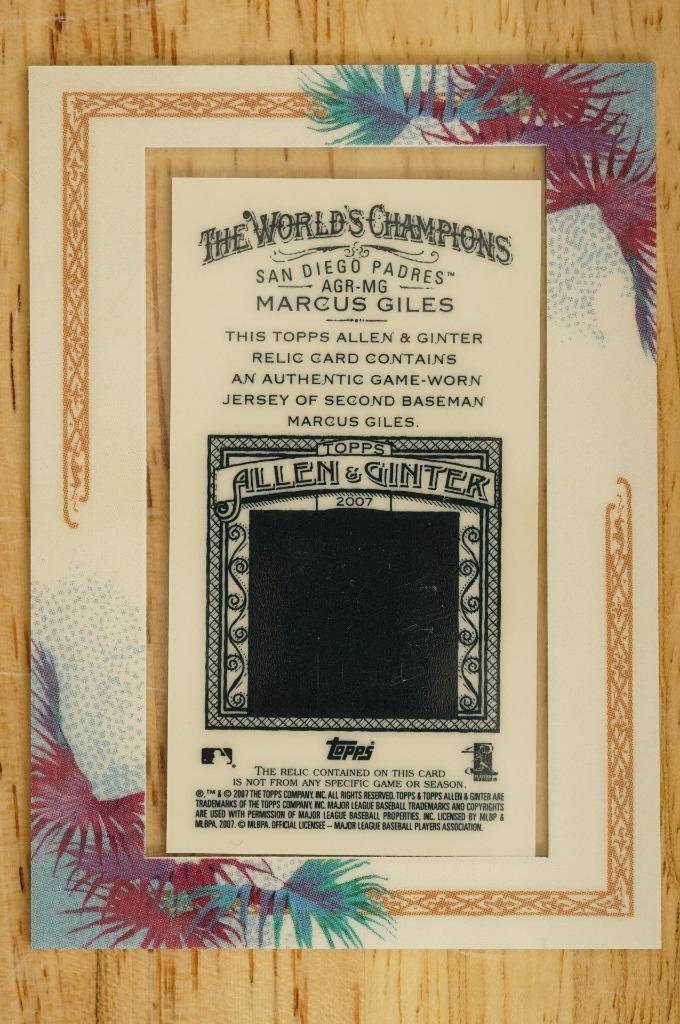 THE WORLD'S CHAMPIONS
SAN DIEGO PADRES™
AGR-MG
MARCUS GILES
THIS TOPPS ALLEN & GINTER
RELIC CARD CONTAINS
AN AUTHENTIC GAME-WORN
JERSEY OF SECOND BASEMAN
MARCUS GILES.
TOPPS
ALLEN & GINTER
2007
topps
THE RELIC CONTAINED ON THIS CARD
IS NOT FROM ANY SPECIFIC GAME OR SEASON.
®,™ & © 2007 THE TOPPS COMPANY, INC. ALL RIGHTS RESERVED. TOPPS & TOPPS ALLEN & GINTER ARE
TRADEMARKS OF THE TOPPS COMPANY, INC. MAJOR LEAGUE BASEBALL TRADEMARKS AND COPYRIGHTS
ARE USED WITH PERMISSION OF MAJOR LEAGUE BASEBALL PROPERTIES, INC. LICENSED BY MLBP &
MLBPA, 2007. © MLBPA. OFFICIAL LICENSEE – MAJOR LEAGUE BASEBALL PLAYERS ASSOCIATION.